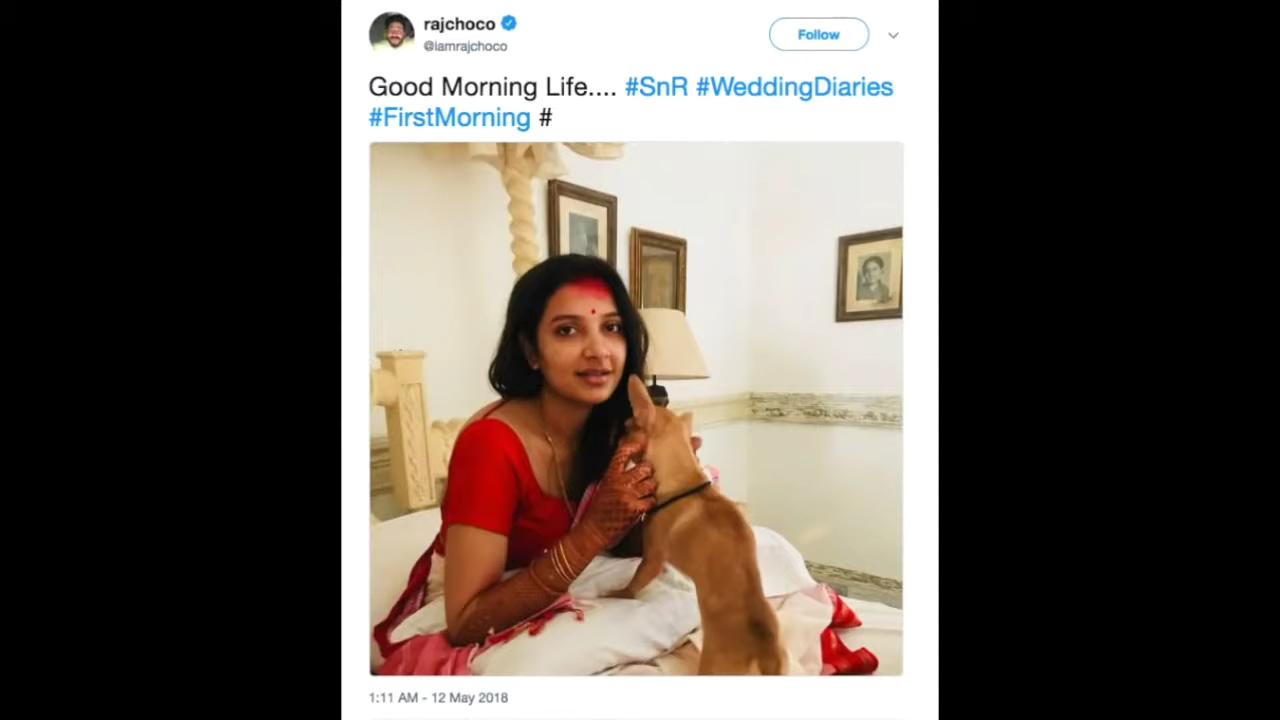 rajchoco
@iamrajchoco
Follow
Good Morning Life.... #SnR #WeddingDiaries
#FirstMorning #
1:11 AM - 12 May 2018